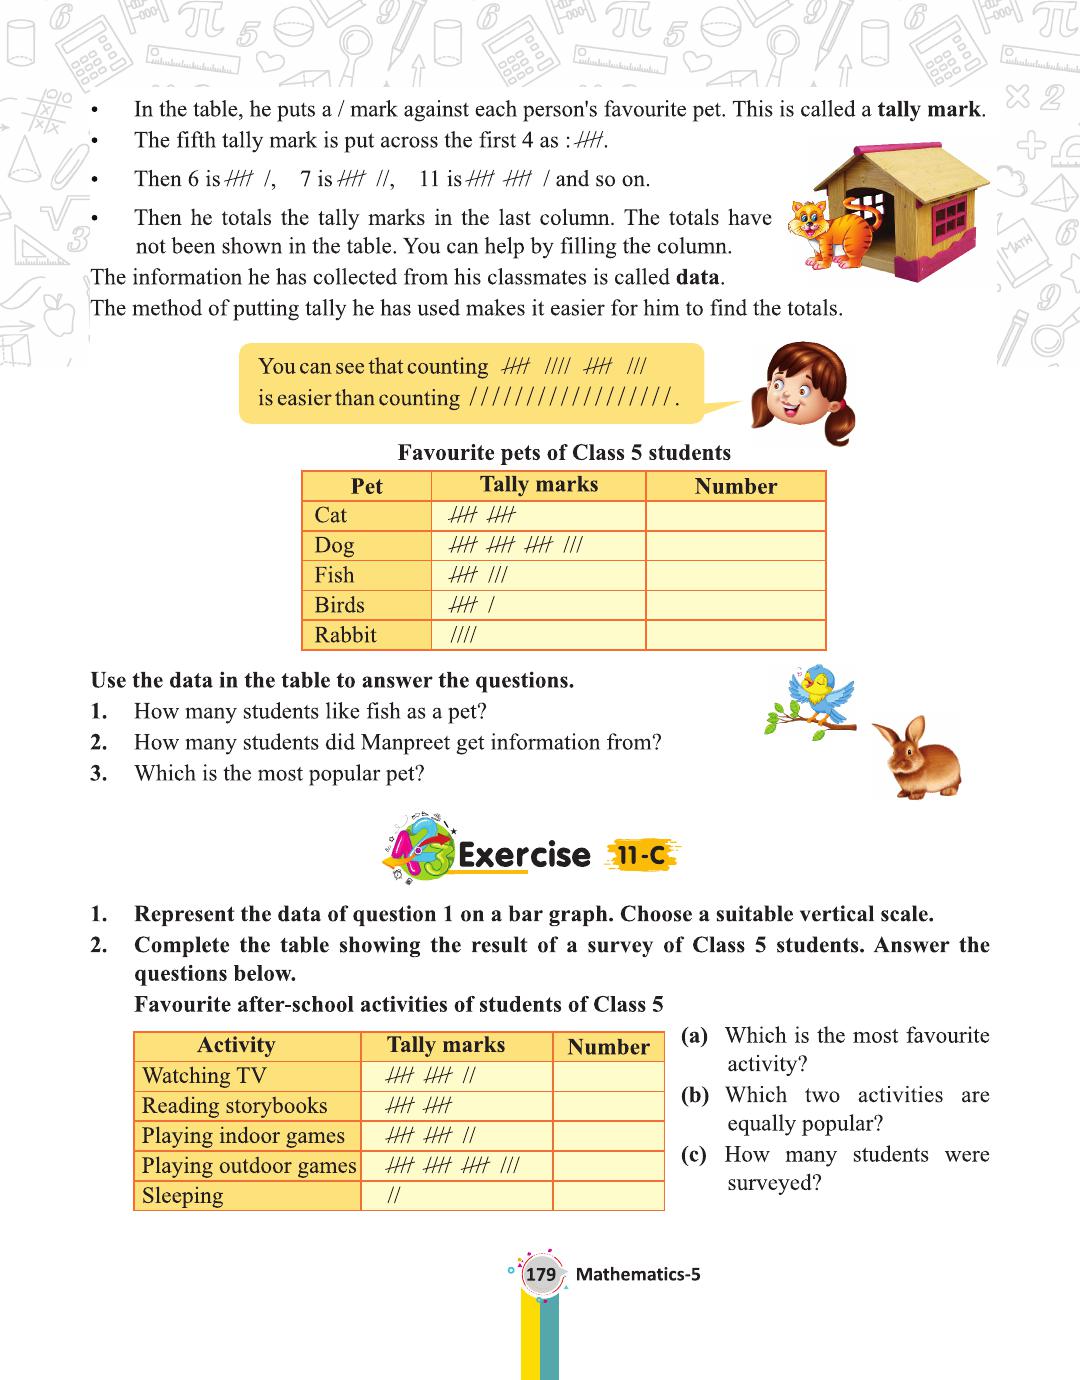 • In the table, he puts a / mark against each person's favourite pet. This is called a tally mark.
• The fifth tally mark is put across the first 4 as : 𝍸.
• Then 6 is 𝍸 /, 7 is 𝍸 //, 11 is 𝍸 𝍸 / and so on.
• Then he totals the tally marks in the last column. The totals have
not been shown in the table. You can help by filling the column.
The information he has collected from his classmates is called data.
The method of putting tally he has used makes it easier for him to find the totals.
You can see that counting 𝍸 //// 𝍸 ///
is easier than counting //////////////////.
Favourite pets of Class 5 students
Pet Tally marks Number
Cat 𝍸 𝍸
Dog 𝍸 𝍸 𝍸 ///
Fish 𝍸 ///
Birds 𝍸 /
Rabbit ////
Use the data in the table to answer the questions.
1. How many students like fish as a pet?
2. How many students did Manpreet get information from?
3. Which is the most popular pet?
Exercise 11-C
1. Represent the data of question 1 on a bar graph. Choose a suitable vertical scale.
2. Complete the table showing the result of a survey of Class 5 students. Answer the
questions below.
Favourite after-school activities of students of Class 5
Activity Tally marks Number
Watching TV 𝍸 𝍸 //
Reading storybooks 𝍸 𝍸
Playing indoor games 𝍸 𝍸 //
Playing outdoor games 𝍸 𝍸 𝍸 ///
Sleeping //
(a) Which is the most favourite
activity?
(b) Which two activities are
equally popular?
(c) How many students were
surveyed?
179 Mathematics-5